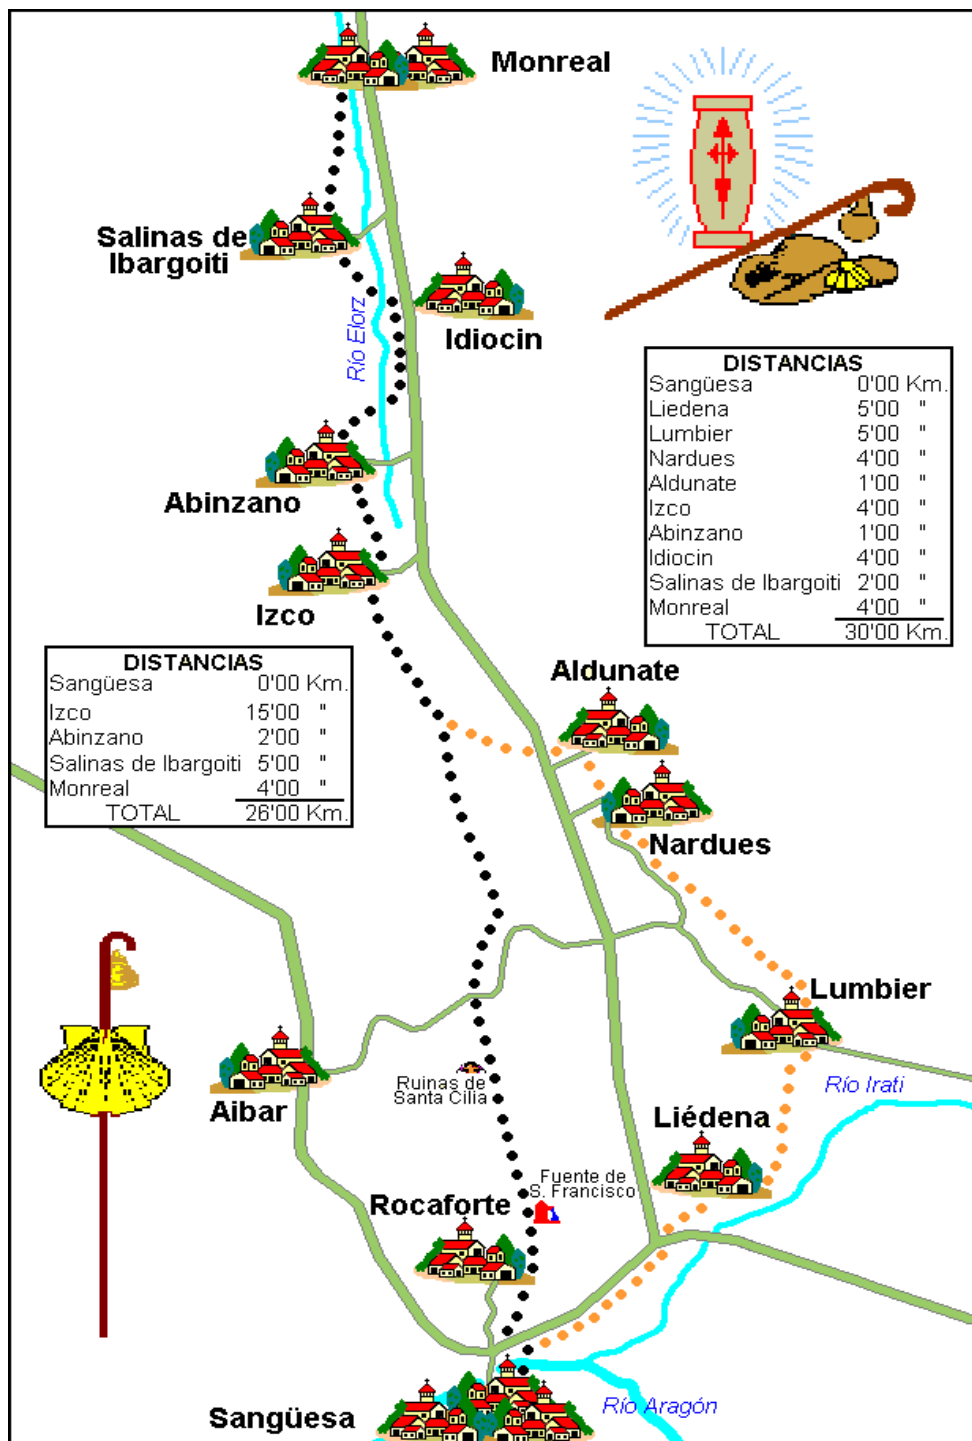 Monreal
Salinas de
Ibargoiti
Río Elorz
Idiocin
DISTANCIAS
Sangüesa 0'00 Km.
Liedena 5'00 "
Lumbier 5'00 "
Nardues 4'00 "
Aldunate 1'00 "
Izco 4'00 "
Abinzano 1'00 "
Idiocin 4'00 "
Salinas de Ibargoiti 2'00 "
Monreal 4'00 "
TOTAL 30'00 Km.
Abinzano
Izco
DISTANCIAS
Sangüesa 0'00 Km.
Izco 15'00 "
Abinzano 2'00 "
Salinas de Ibargoiti 5'00 "
Monreal 4'00 "
TOTAL 26'00 Km.
Aldunate
Nardues
Lumbier
Río Irati
Ruinas de
Santa Cilia
Aibar
Liédena
Fuente de
S. Francisco
Rocaforte
Río Aragón
Sangüesa